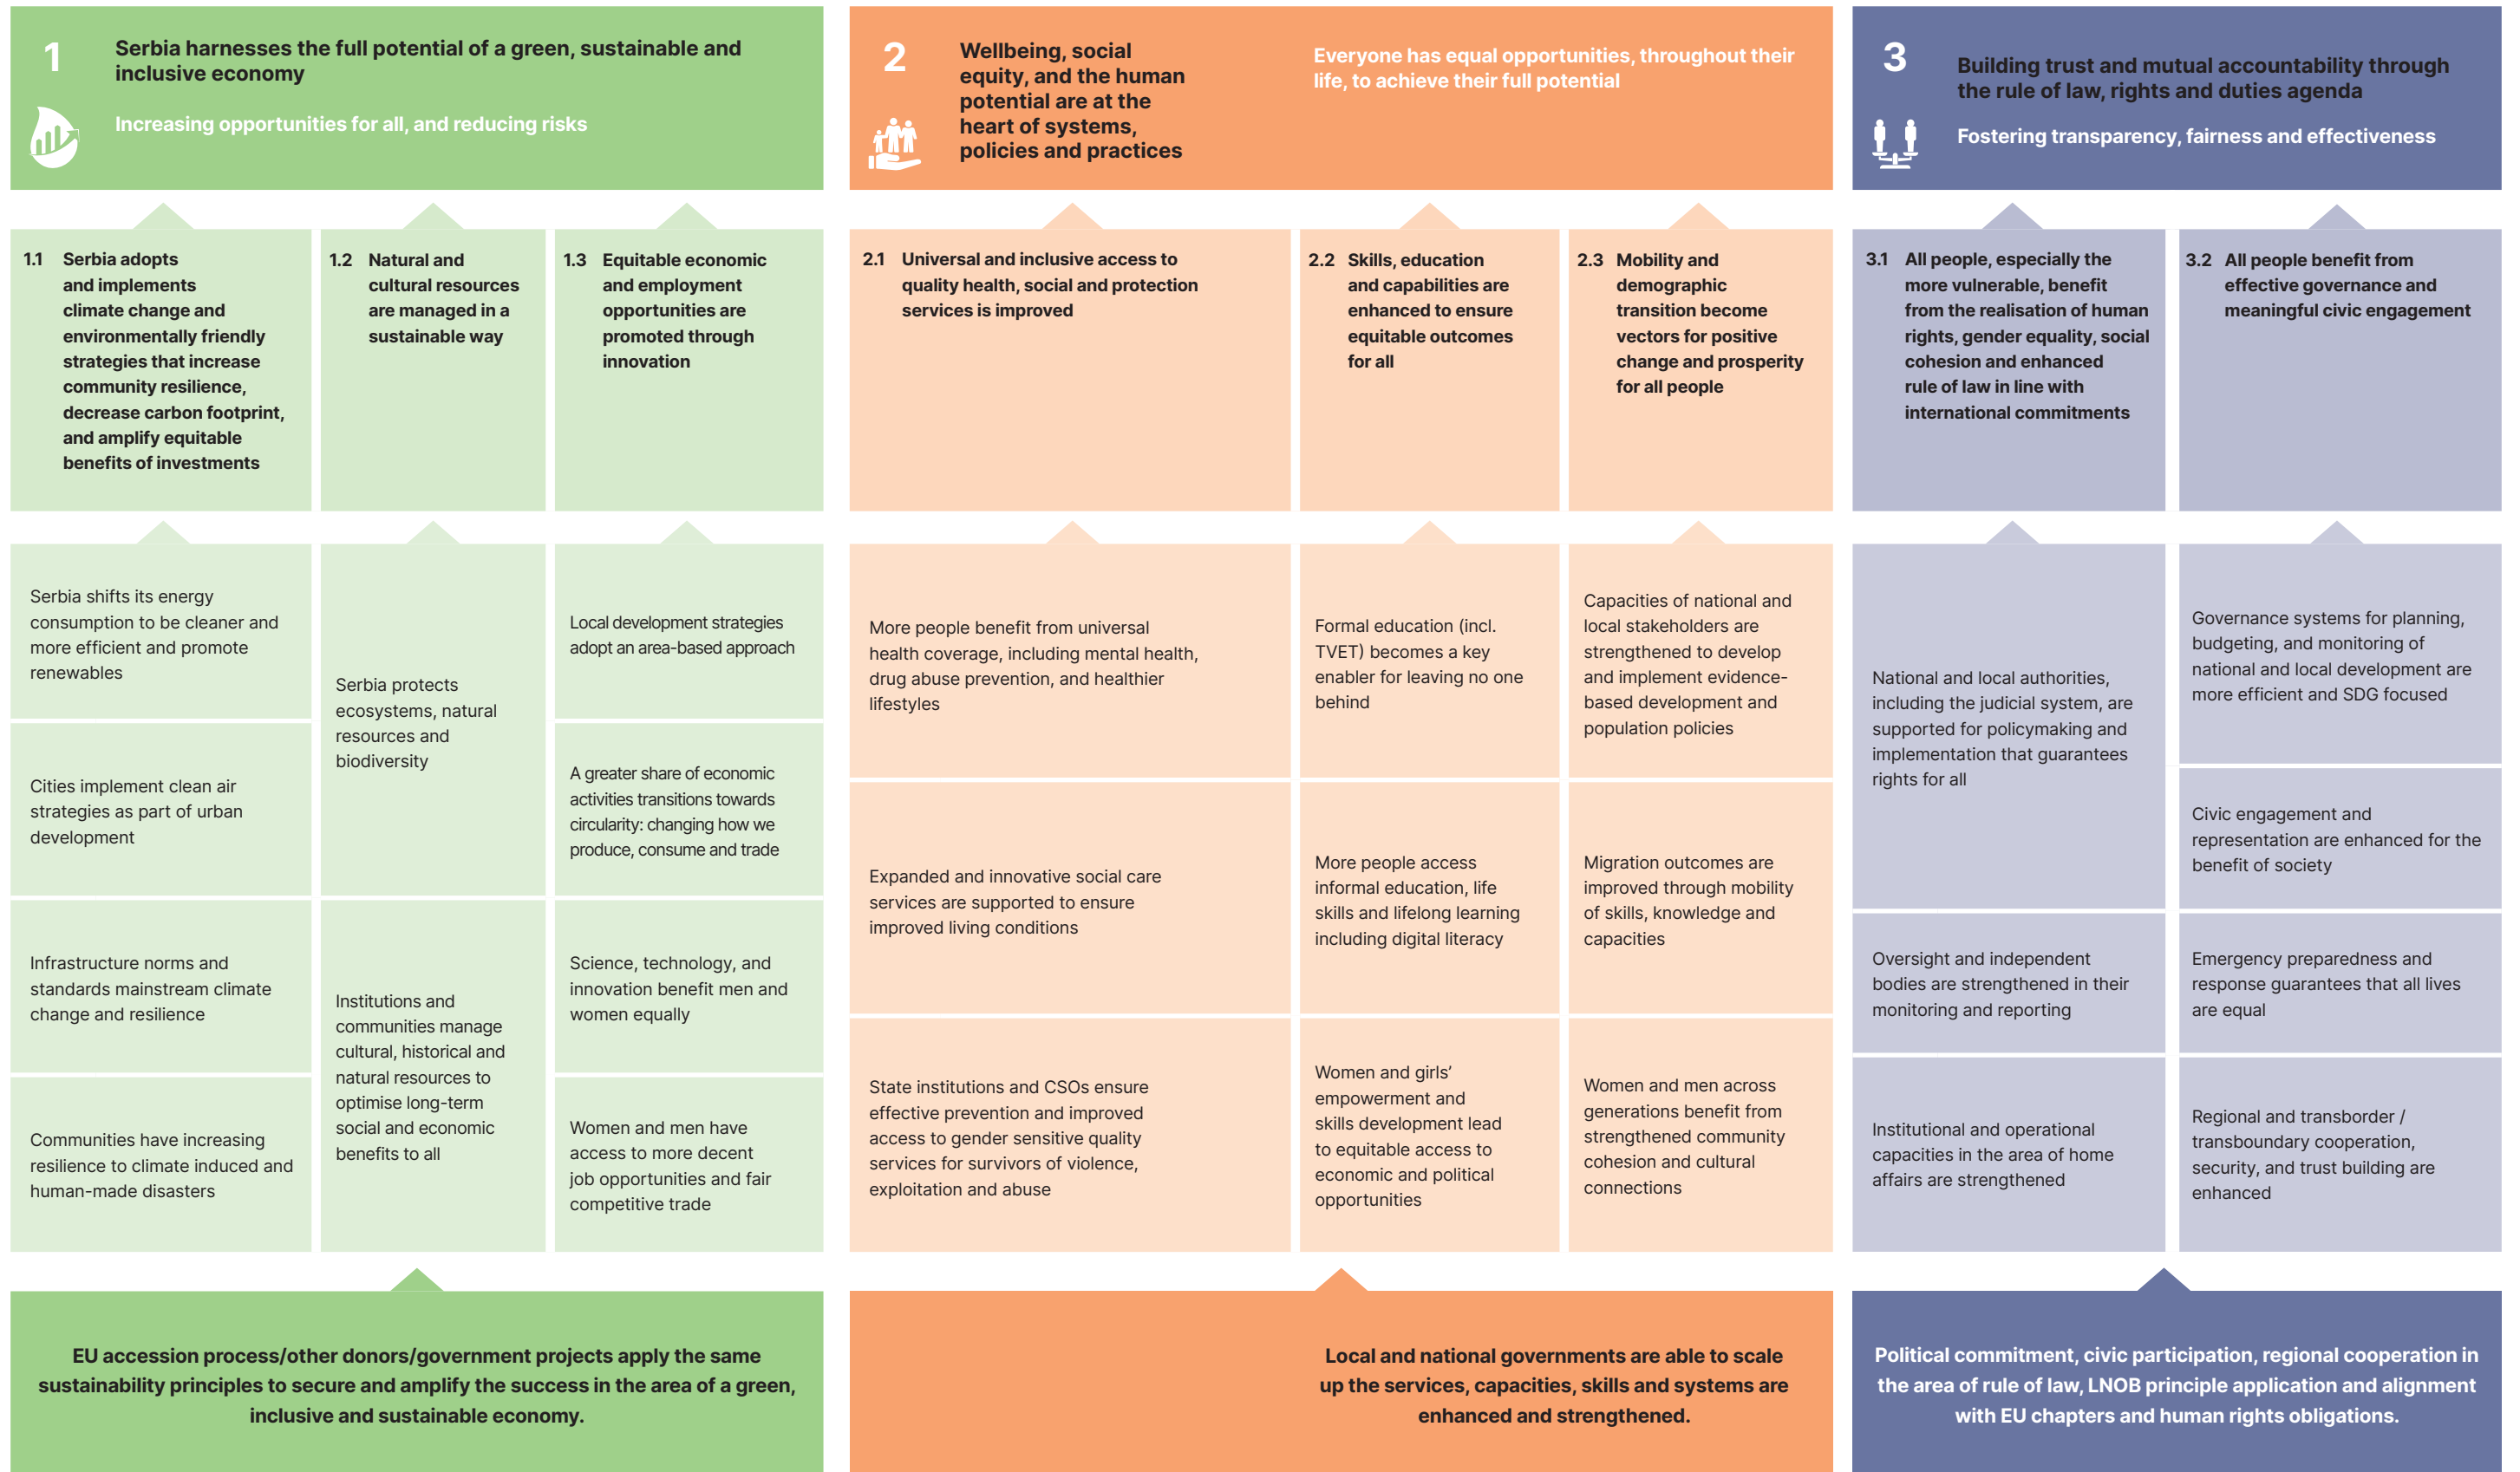 1
Serbia harnesses the full potential of a green, sustainable and
inclusive economy
Increasing opportunities for all, and reducing risks
2
Wellbeing, social
equity, and the human
potential are at the
heart of systems,
policies and practices
Everyone has equal opportunities, throughout their
life, to achieve their full potential
3
Building trust and mutual accountability through
the rule of law, rights and duties agenda
Fostering transparency, fairness and effectiveness
1.1 Serbia adopts
and implements
climate change and
environmentally friendly
strategies that increase
community resilience,
decrease carbon footprint,
and amplify equitable
benefits of investments
1.2 Natural and
cultural resources
are managed in a
sustainable way
1.3 Equitable economic
and employment
opportunities are
promoted through
innovation
2.1 Universal and inclusive access to
quality health, social and protection
services is improved
2.2 Skills, education
and capabilities are
enhanced to ensure
equitable outcomes
for all
2.3 Mobility and
demographic
transition become
vectors for positive
change and prosperity
for all people
3.1 All people, especially the
more vulnerable, benefit
from the realisation of human
rights, gender equality, social
cohesion and enhanced
rule of law in line with
international commitments
3.2 All people benefit from
effective governance and
meaningful civic engagement
Serbia shifts its energy
consumption to be cleaner and
more efficient and promote
renewables
Cities implement clean air
strategies as part of urban
development
Infrastructure norms and
standards mainstream climate
change and resilience
Communities have increasing
resilience to climate induced and
human-made disasters
Serbia protects
ecosystems, natural
resources and
biodiversity
Institutions and
communities manage
cultural, historical and
natural resources to
optimise long-term
social and economic
benefits to all
Local development strategies
adopt an area-based approach
A greater share of economic
activities transitions towards
circularity: changing how we
produce, consume and trade
Science, technology, and
innovation benefit men and
women equally
Women and men have
access to more decent
job opportunities and fair
competitive trade
More people benefit from universal
health coverage, including mental health,
drug abuse prevention, and healthier
lifestyles
Expanded and innovative social care
services are supported to ensure
improved living conditions
State institutions and CSOs ensure
effective prevention and improved
access to gender sensitive quality
services for survivors of violence,
exploitation and abuse
Formal education (incl.
TVET) becomes a key
enabler for leaving no one
behind
More people access
informal education, life
skills and lifelong learning
including digital literacy
Women and girls'
empowerment and
skills development lead
to equitable access to
economic and political
opportunities
Capacities of national and
local stakeholders are
strengthened to develop
and implement evidence-
based development and
population policies
Migration outcomes are
improved through mobility
of skills, knowledge and
capacities
Women and men across
generations benefit from
strengthened community
cohesion and cultural
connections
National and local authorities,
including the judicial system, are
supported for policymaking and
implementation that guarantees
rights for all
Oversight and independent
bodies are strengthened in their
monitoring and reporting
Institutional and operational
capacities in the area of home
affairs are strengthened
Governance systems for planning,
budgeting, and monitoring of
national and local development are
more efficient and SDG focused
Civic engagement and
representation are enhanced for the
benefit of society
Emergency preparedness and
response guarantees that all lives
are equal
Regional and transborder /
transboundary cooperation,
security, and trust building are
enhanced
EU accession process/other donors/government projects apply the same
sustainability principles to secure and amplify the success in the area of a green,
inclusive and sustainable economy.
Local and national governments are able to scale
up the services, capacities, skills and systems are
enhanced and strengthened.
Political commitment, civic participation, regional cooperation in
the area of rule of law, LNOB principle application and alignment
with EU chapters and human rights obligations.